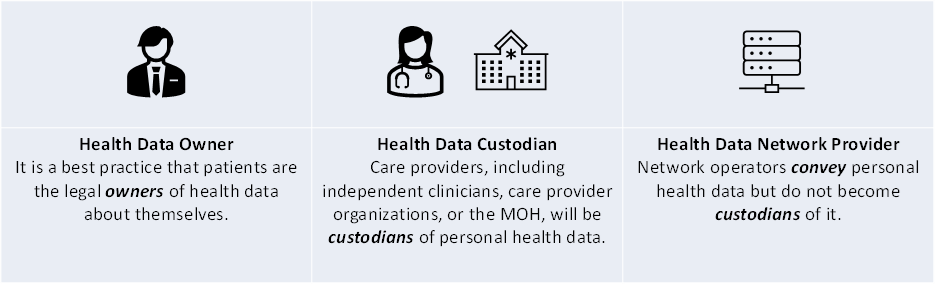 Health Data Owner
It is a best practice that patients are
the legal owners of health data
about themselves.
Health Data Custodian
Care providers, including
independent clinicians, care provider
organizations, or the MOH, will be
custodians of personal health data.
Health Data Network Provider
Network operators convey personal
health data but do not become
custodians of it.